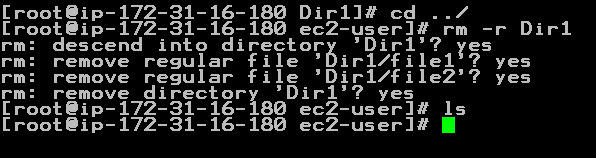 [root@ip-172-31-16-180 Dir1]# cd ../
[root@ip-172-31-16-180 ec2-user]# rm -r Dir1
rm: descend into directory 'Dir1'? yes
rm: remove regular file 'Dir1/file1'? yes
rm: remove regular file 'Dir1/file2'? yes
rm: remove directory 'Dir1'? yes
[root@ip-172-31-16-180 ec2-user]# ls
[root@ip-172-31-16-180 ec2-user]#